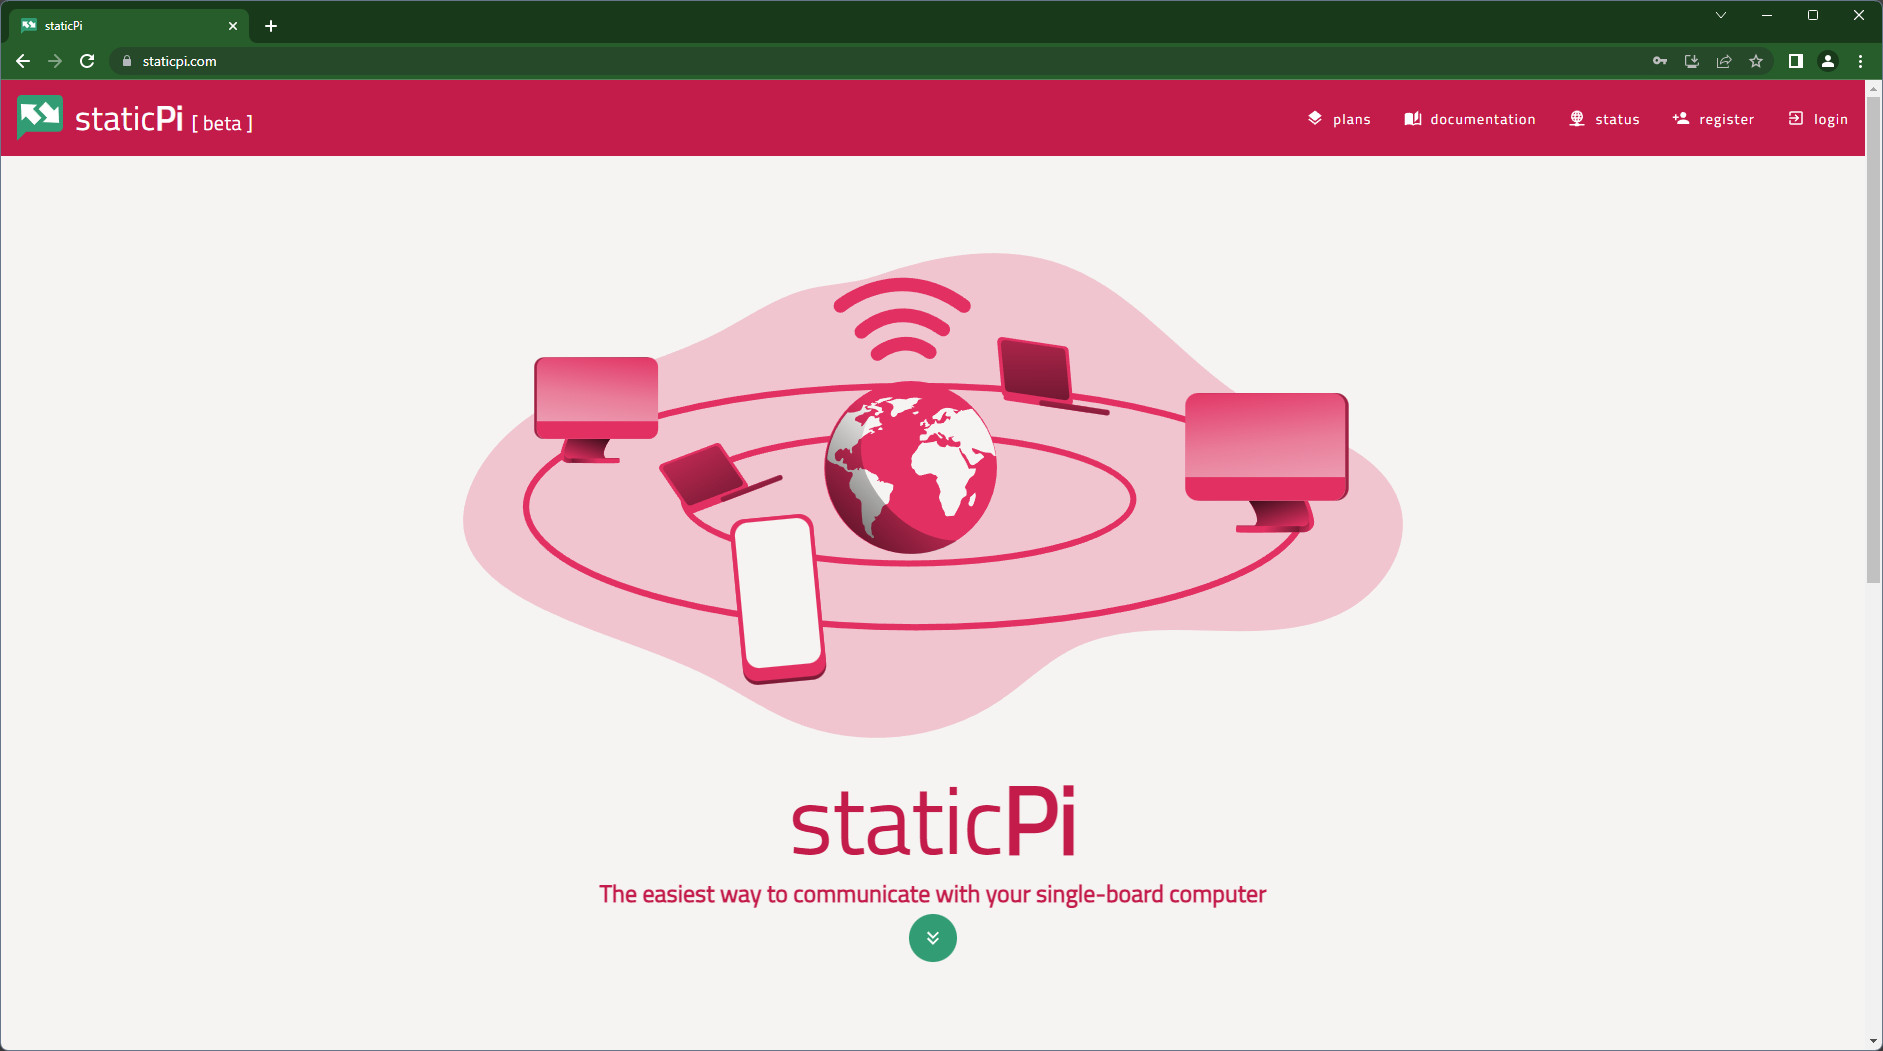 staticPi
staticpi.com
staticPi [ beta ]
plans
documentation
status
register
login
staticPi
The easiest way to communicate with your single-board computer